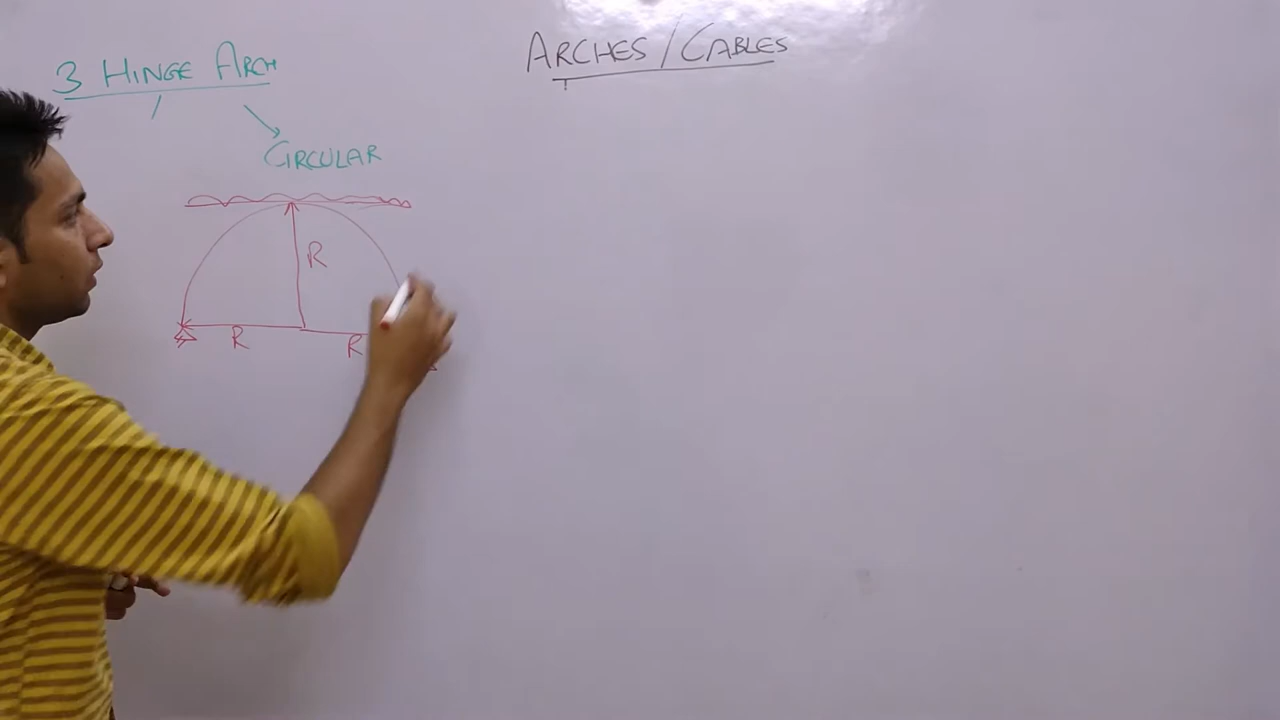 ARCHES / CABLES
3 HINGE ARCH
CIRCULAR
R
R R